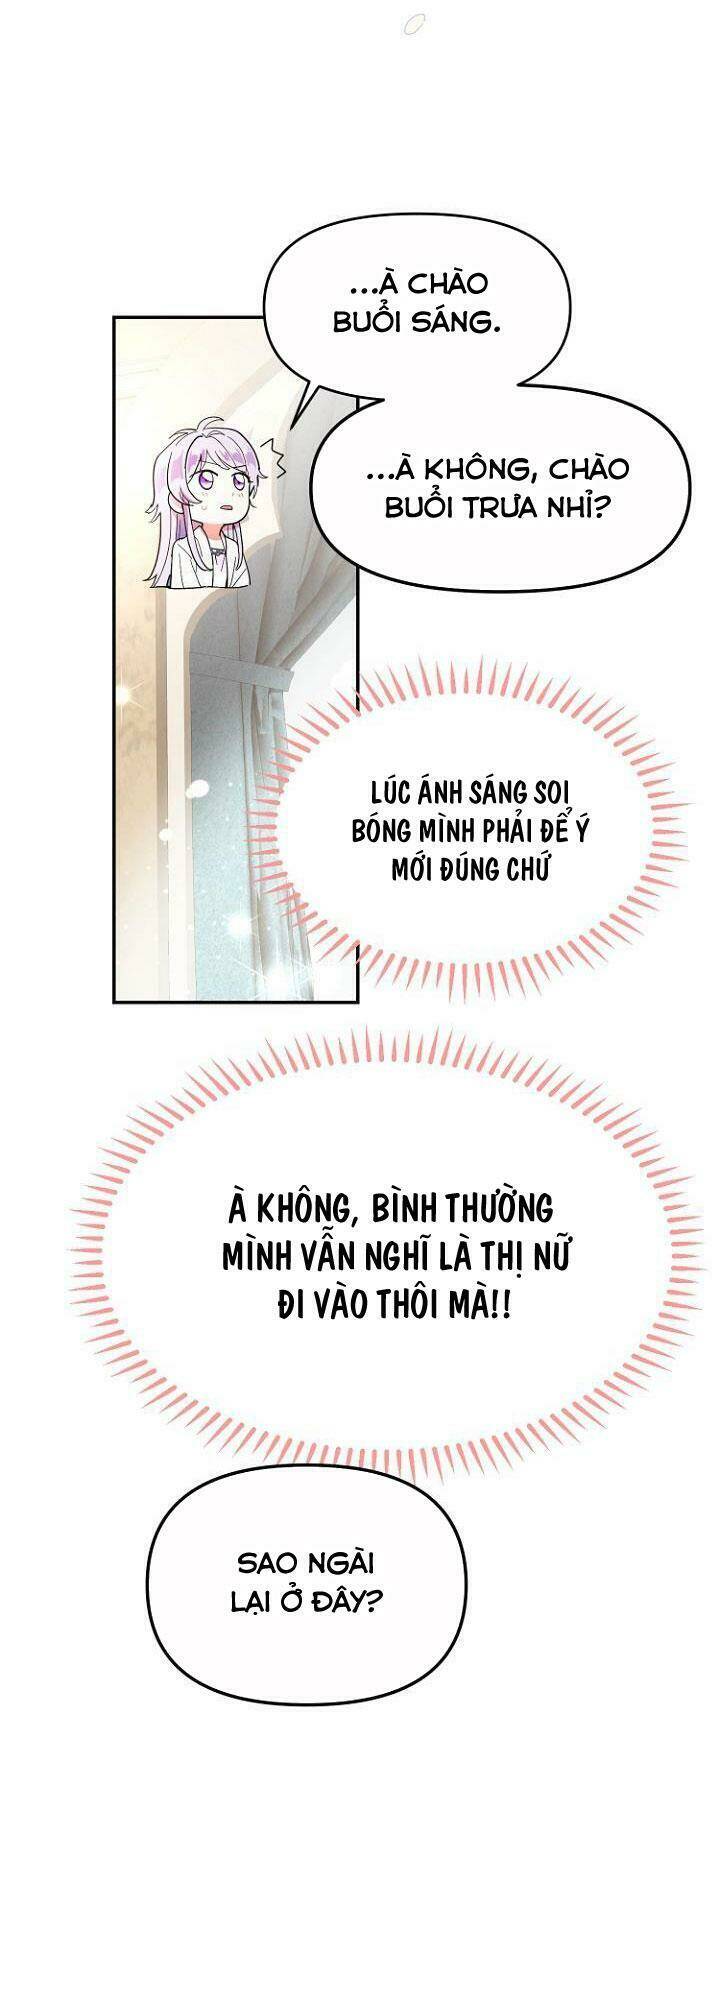 ...À CHÀO
BUỔI SÁNG.
...À KHÔNG, CHÀO
BUỔI TRƯA NHỈ?
LÚC ÁNH SÁNG SOI
BÓNG MÌNH PHẢI ĐỂ Ý
MỚI ĐÚNG CHỨ
À KHÔNG, BÌNH THƯỜNG
MÌNH VẪN NGHĨ LÀ THỊ NỮ
ĐI VÀO THÔI MÀ!!
SAO NGÀI
LẠI Ở ĐÂY?